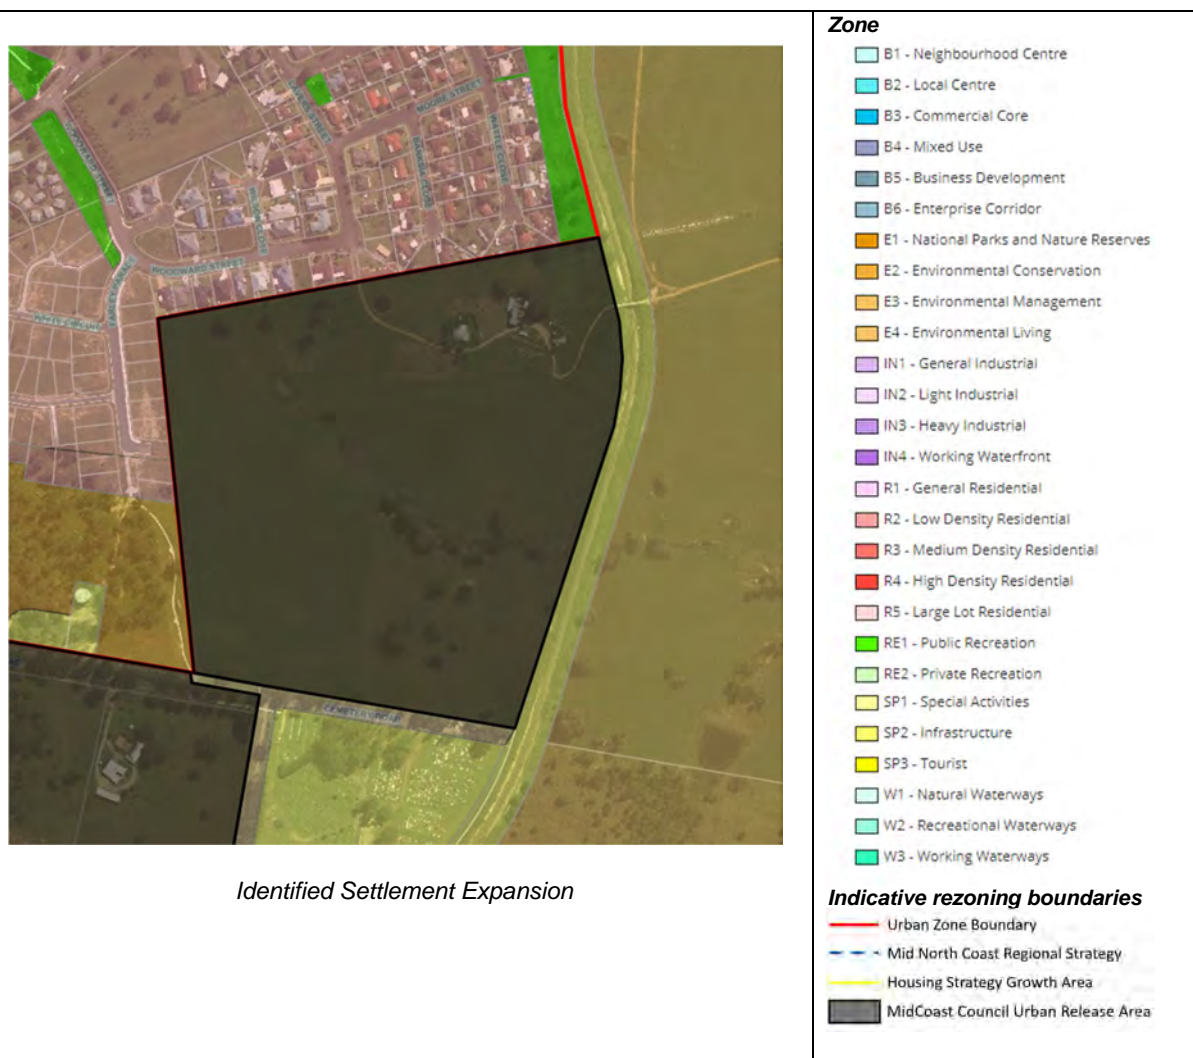 WOODWARD STREET
MOORE STREET
BANKSIA CLOSE
WATTLE CLOSE
CEMETERY ROAD
Identified Settlement Expansion
Zone
B1 - Neighbourhood Centre
B2 - Local Centre
B3 - Commercial Core
B4 - Mixed Use
B5 - Business Development
B6 - Enterprise Corridor
E1 - National Parks and Nature Reserves
E2 - Environmental Conservation
E3 - Environmental Management
E4 - Environmental Living
IN1 - General Industrial
IN2 - Light Industrial
IN3 - Heavy Industrial
IN4 - Working Waterfront
R1 - General Residential
R2 - Low Density Residential
R3 - Medium Density Residential
R4 - High Density Residential
R5 - Large Lot Residential
RE1 - Public Recreation
RE2 - Private Recreation
SP1 - Special Activities
SP2 - Infrastructure
SP3 - Tourist
W1 - Natural Waterways
W2 - Recreational Waterways
W3 - Working Waterways
Indicative rezoning boundaries
Urban Zone Boundary
Mid North Coast Regional Strategy
Housing Strategy Growth Area
MidCoast Council Urban Release Area